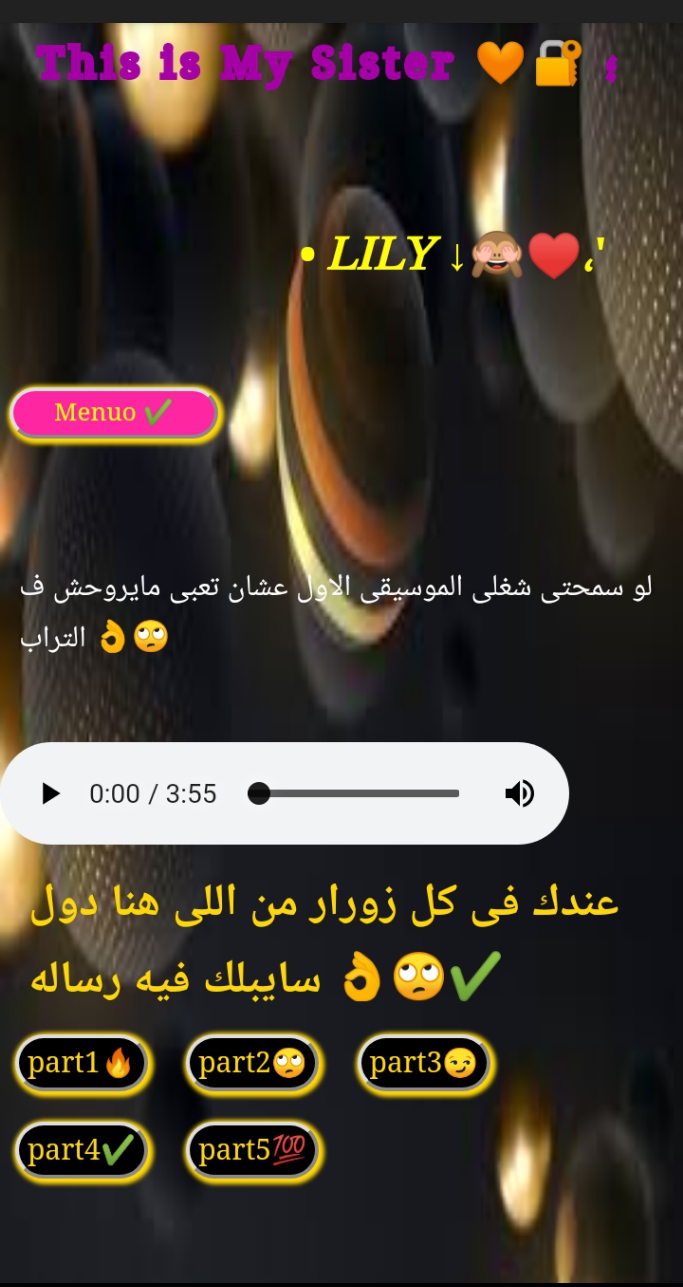 This is My Sister 🧡🔐
• LILY ↓🙈♥️،'
Menuo ✅
لو سمحتى شغلى الموسيقى الاول عشان تعبى مايروحش ف
التراب 👌🙄
0:00 / 3:55
عندك فى كل زورار من اللى هنا دول
سايبلك فيه رساله 👌🙄✅
part1🔥 part2🙄 part3😏
part4✅ part5💯